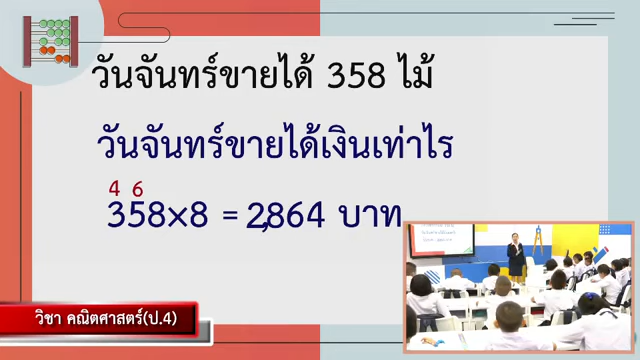 วันจันทร์ขายได้ 358 ไม้
วันจันทร์ขายได้เงินเท่าไร
4 6
358×8 = 2,864 บาท
วิชา คณิตศาสตร์(ป.4)